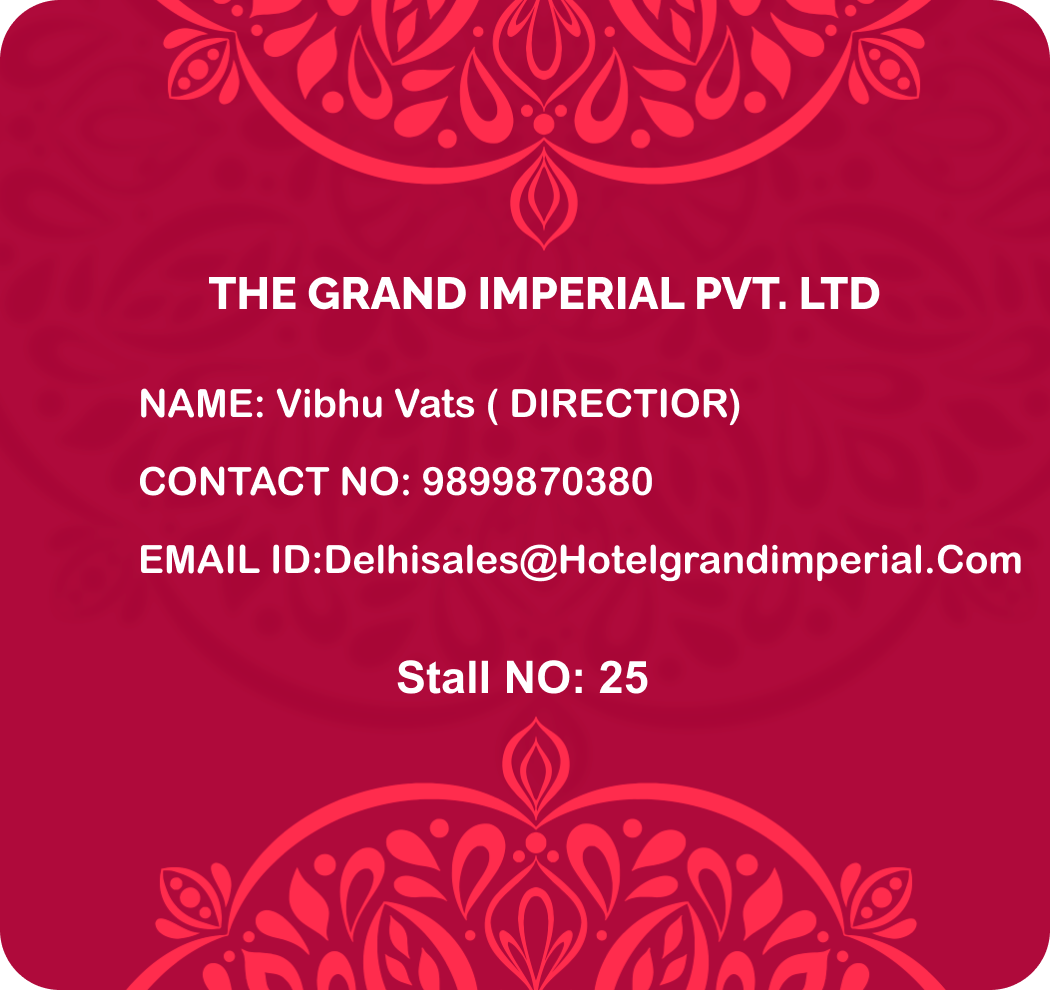 THE GRAND IMPERIAL PVT. LTD
NAME: Vibhu Vats ( DIRECTIOR)
CONTACT NO: 9899870380
EMAIL ID:Delhisales@Hotelgrandimperial.Com
Stall NO: 25